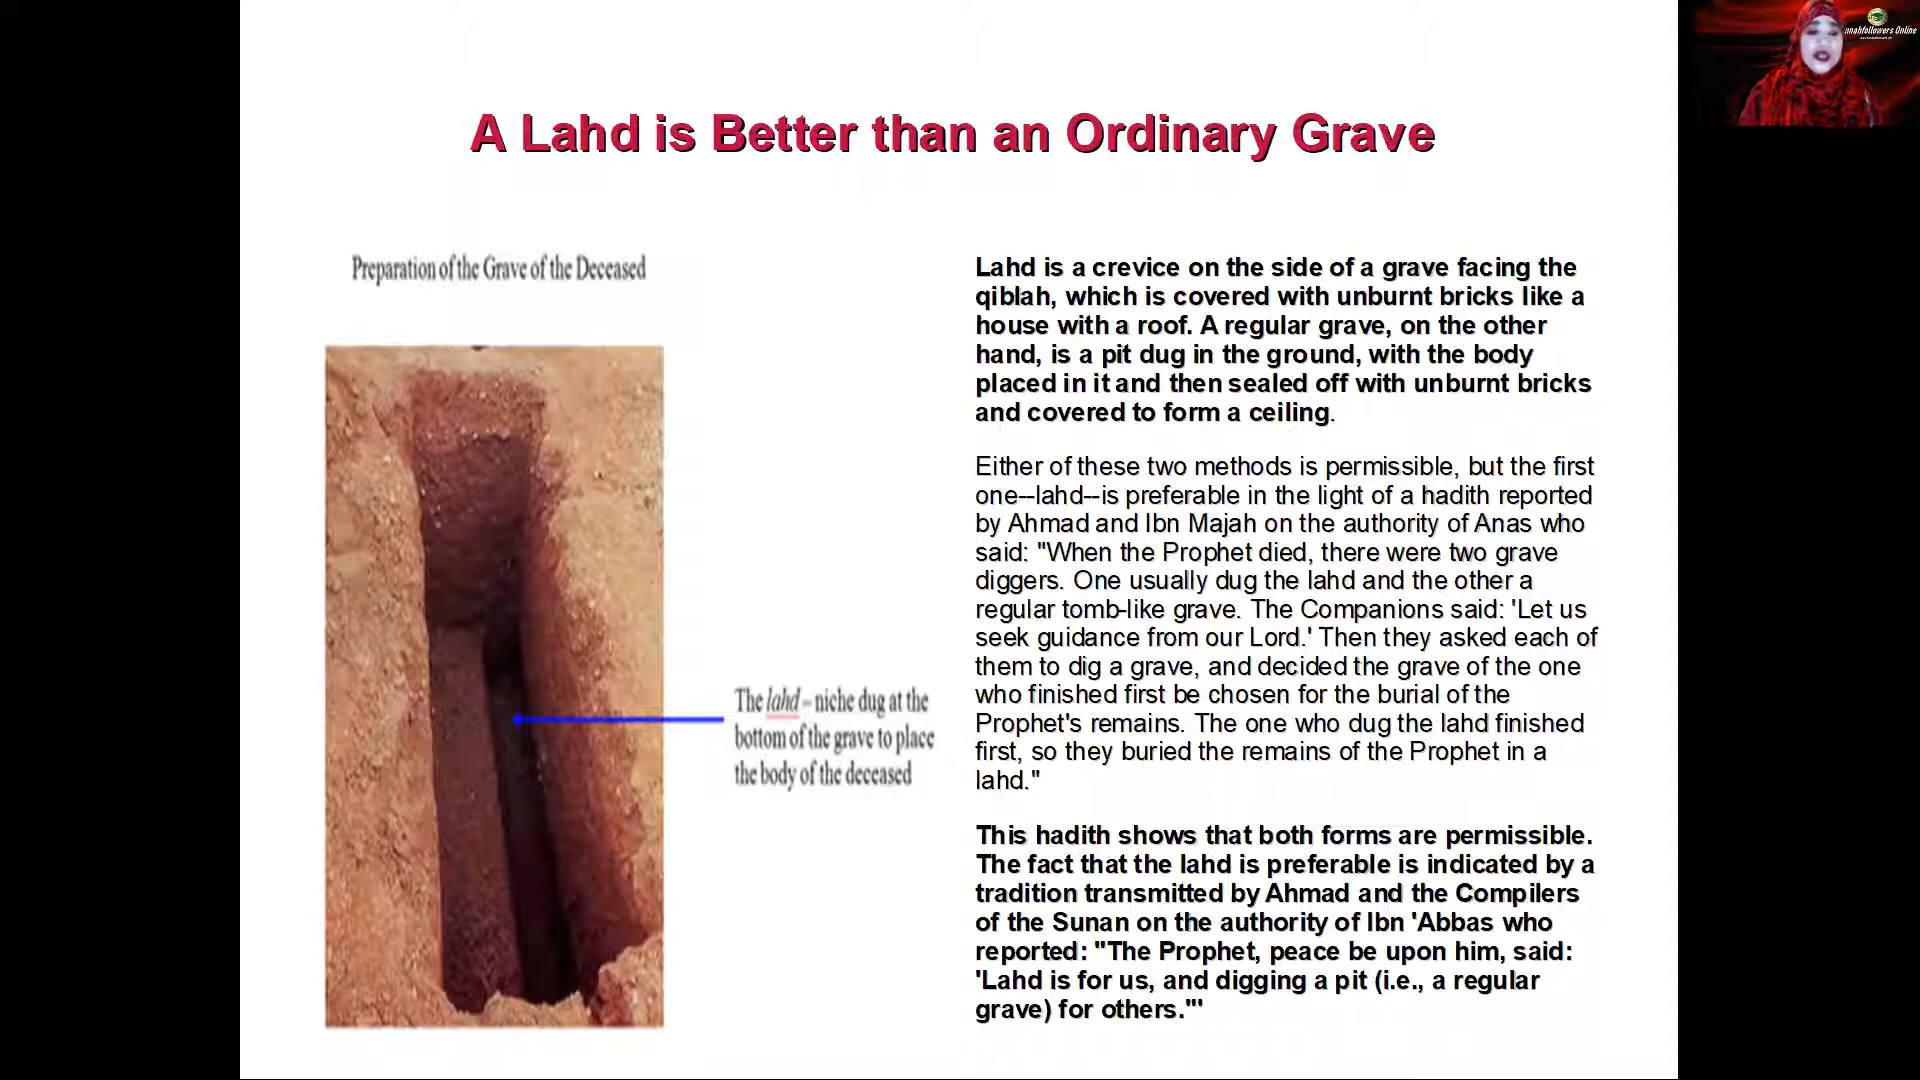 A Lahd is Better than an Ordinary Grave
Preparation of the Grave of the Deceased
The lahd – niche dug at the
bottom of the grave to place
the body of the deceased
Lahd is a crevice on the side of a grave facing the
qiblah, which is covered with unburnt bricks like a
house with a roof. A regular grave, on the other
hand, is a pit dug in the ground, with the body
placed in it and then sealed off with unburnt bricks
and covered to form a ceiling.
Either of these two methods is permissible, but the first
one--lahd--is preferable in the light of a hadith reported
by Ahmad and Ibn Majah on the authority of Anas who
said: "When the Prophet died, there were two grave
diggers. One usually dug the lahd and the other a
regular tomb-like grave. The Companions said: 'Let us
seek guidance from our Lord.' Then they asked each of
them to dig a grave, and decided the grave of the one
who finished first be chosen for the burial of the
Prophet's remains. The one who dug the lahd finished
first, so they buried the remains of the Prophet in a
lahd."
This hadith shows that both forms are permissible.
The fact that the lahd is preferable is indicated by a
tradition transmitted by Ahmad and the Compilers
of the Sunan on the authority of Ibn 'Abbas who
reported: "The Prophet, peace be upon him, said:
'Lahd is for us, and digging a pit (i.e., a regular
grave) for others."'
nnahfollowers Online